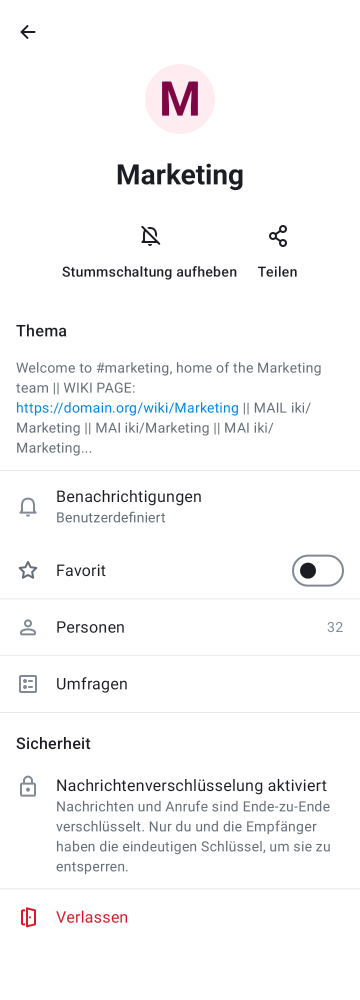 M
Marketing
Stummschaltung aufheben
Teilen
Thema
Welcome to #marketing, home of the Marketing
team || WIKI PAGE:
https://domain.org/wiki/Marketing || MAIL iki/
Marketing || MAI iki/Marketing || MAI iki/
Marketing...
Benachrichtigungen
Benutzerdefiniert
Favorit
Personen 32
Umfragen
Sicherheit
Nachrichtenverschlüsselung aktiviert
Nachrichten und Anrufe sind Ende-zu-Ende
verschlüsselt. Nur du und die Empfänger
haben die eindeutigen Schlüssel, um sie zu
entsperren.
Verlassen